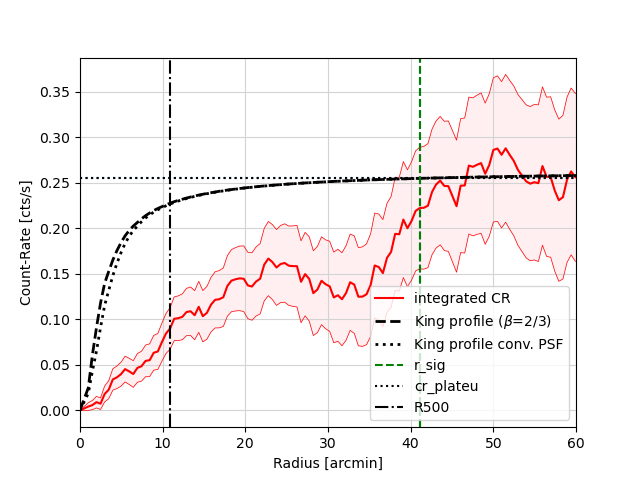 0.35
0.30
0.25
0.20
0.15
0.10
0.05
0.00
Count-Rate [cts/s]
integrated CR
King profile (β=2/3)
King profile conv. PSF
r_sig
cr_plateu
R500
0 10 20 30 40 50 60
Radius [arcmin]